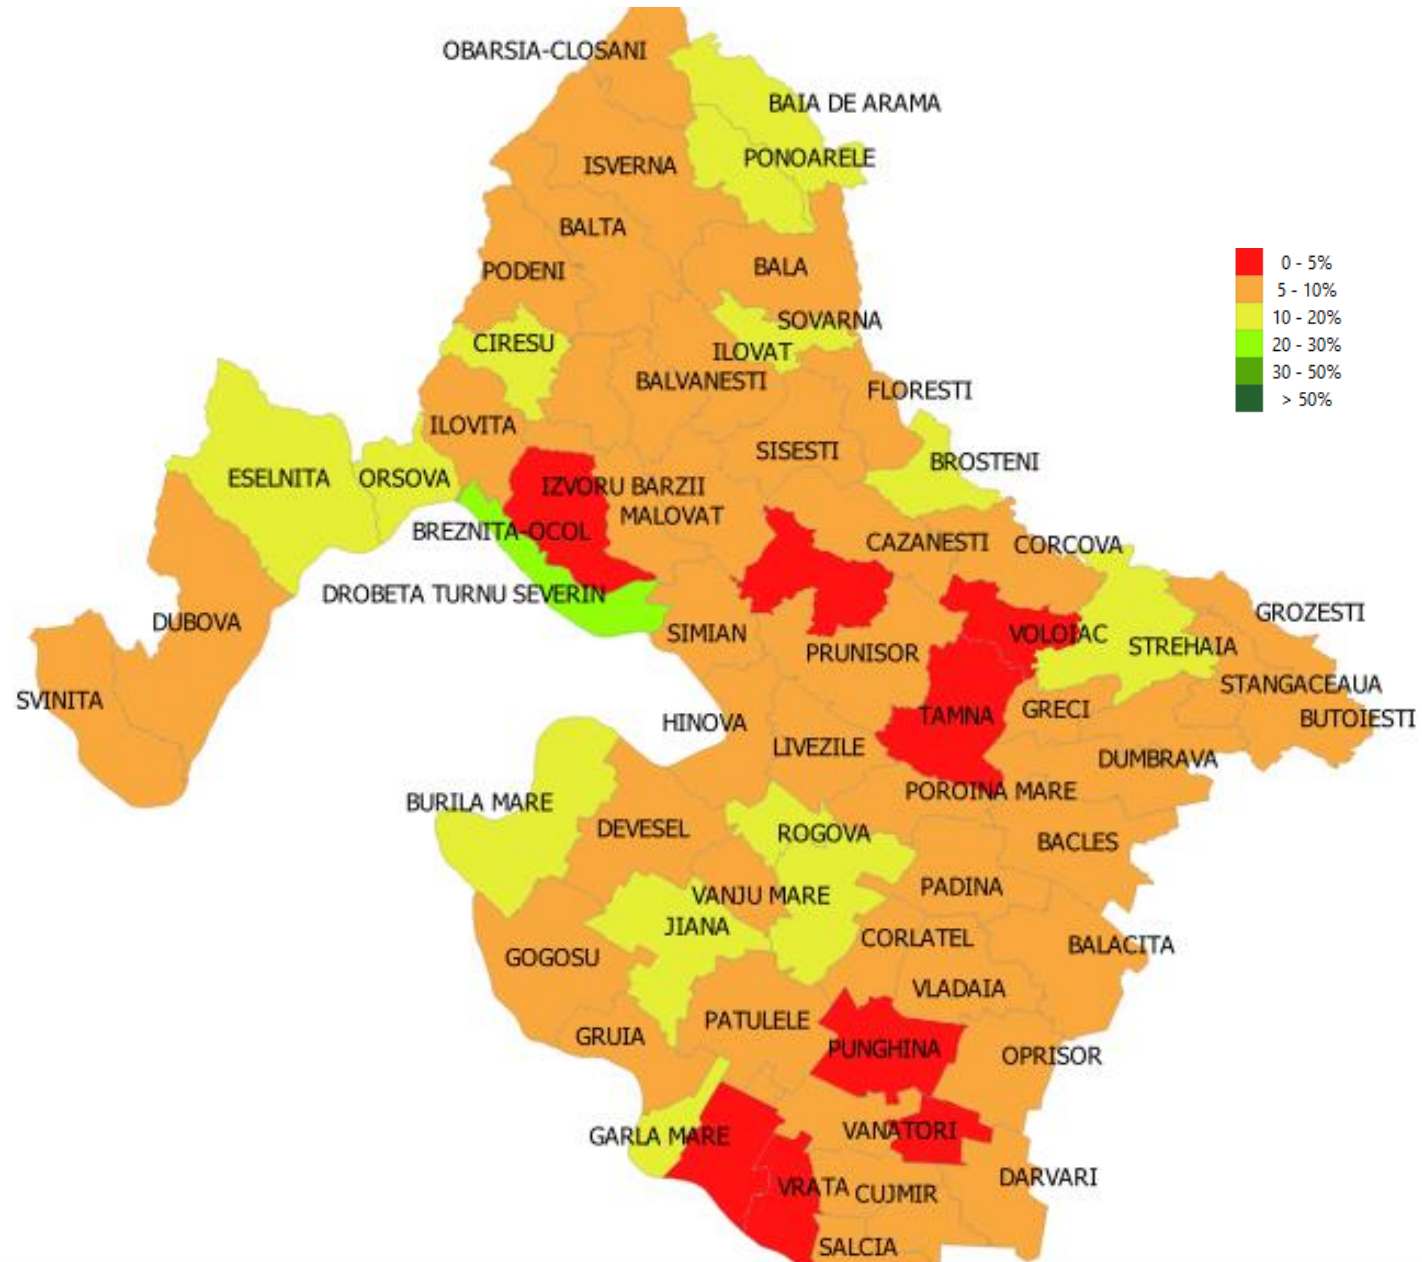 OBARSIA-CLOSANI
BAIA DE ARAMA
PONOARELE
ISVERNA
BALTA
PODENI
BALA
0 - 5%
5 - 10%
10 - 20%
20 - 30%
30 - 50%
> 50%
SOVARNA
CIRESU
ILOVAT
BALVANESTI
FLORESTI
ILOVITA
SISESTI
BROSTENI
ESELNITA
ORSOVA
IZVORU BARZII
MALOVAT
BREZNITA-OCOL
CAZANESTI
CORCOVA
DROBETA TURNU SEVERIN
GROZESTI
DUBOVA
SIMIAN
VOLOIAC
STREHAIA
PRUNISOR
STANGACEAUA
SVINITA
GRECI
TAMNA
BUTOIESTI
HINOVA
LIVEZILE
DUMBRAVA
POROINA MARE
BURILA MARE
DEVESEL
ROGOVA
BACLES
PADINA
VANJU MARE
JIANA
CORLATEL
BALACITA
GOGOSU
VLADAIA
PATULELE
GRUIA
PUNGHINA
OPRISOR
GARLA MARE
VANATORI
DARVARI
VRATA
CUJMIR
SALCIA